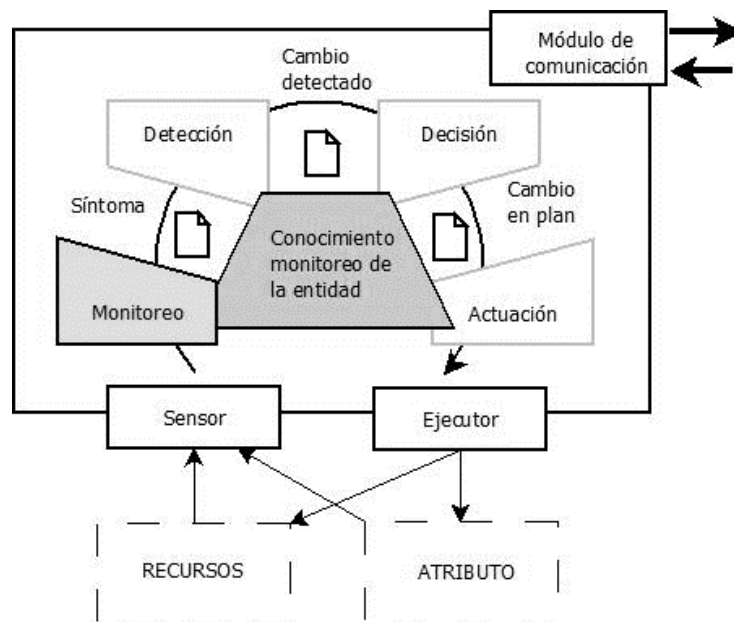 Módulo de
comunicación
Cambio
detectado
Detección
Decisión
Síntoma
Cambio
en plan
Conocimiento
monitoreo de
la entidad
Monitoreo
Actuación
Sensor
Ejecutor
RECURSOS
ATRIBUTO